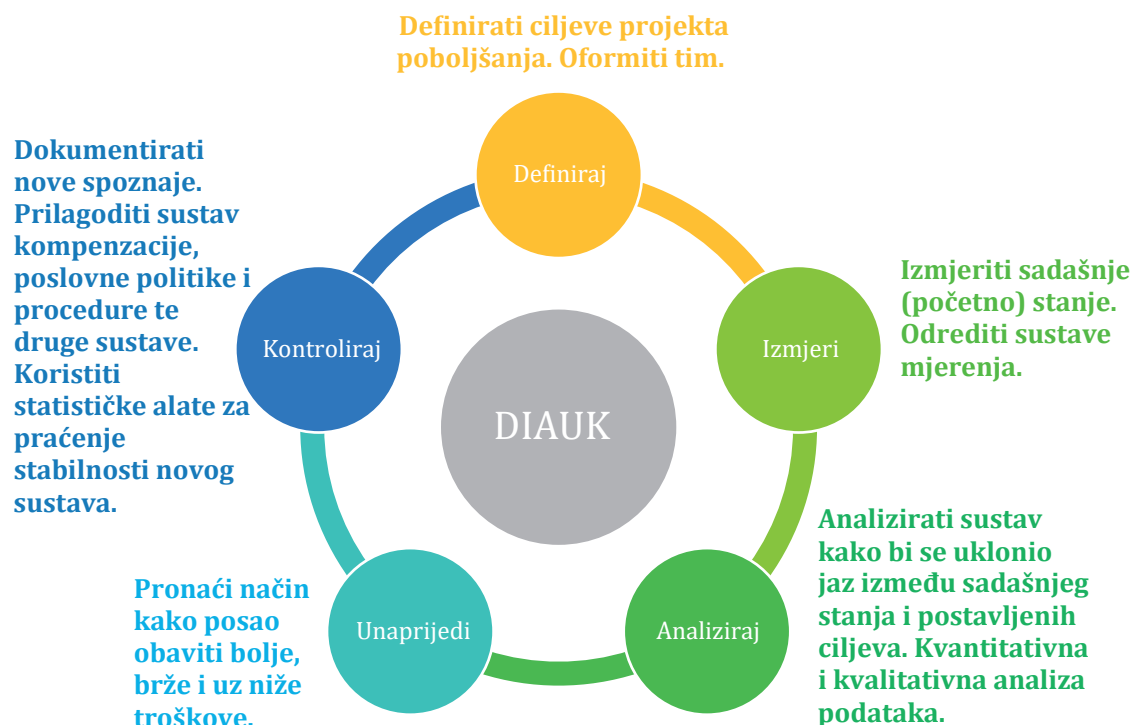 Definirati ciljeve projekta
poboljšanja. Oformiti tim.
Definiraj
Izmjeriti sadašnje
(početno) stanje.
Odrediti sustave
mjerenja.
Izmjeri
Analizirati sustav
kako bi se uklonio
jaz između sadašnjeg
stanja i postavljenih
ciljeva. Kvantitativna
i kvalitativna analiza
podataka.
Analiziraj
Pronaći način
kako posao
obaviti bolje,
brže i uz niže
troškove.
Unaprijedi
Dokumentirati
nove spoznaje.
Prilagoditi sustav
kompenzacije,
poslovne politike i
procedure te
druge sustave.
Koristiti
statističke alate za
praćenje
stabilnosti novog
sustava.
Kontroliraj
DIAUK